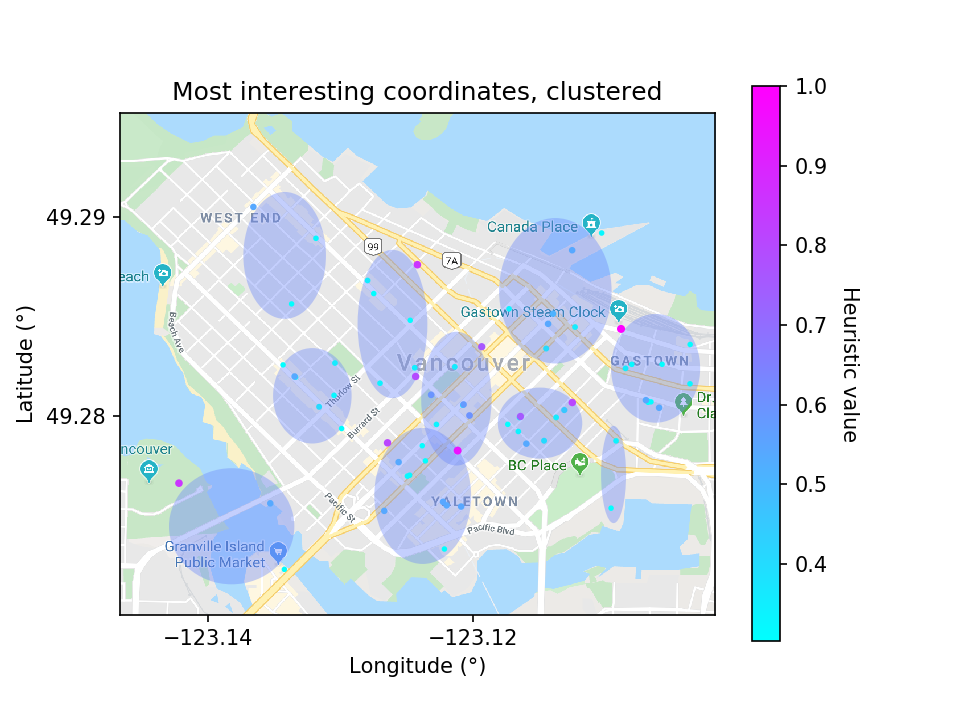 Most interesting coordinates, clustered
Latitude (°)
49.29
49.28
−123.14
−123.12
Longitude (°)
WEST END
99
7A
Canada Place
each
Gastown Steam Clock
Beach Ave
Vancouver
GASTOWN
Thurlow St
Burrard St
Dr.
Cla
ncouver
BC Place
Pacific St
YALETOWN
Pacific Blvd
Granville Island
Public Market
1.0
0.9
0.8
0.7
0.6
0.5
0.4
Heuristic value